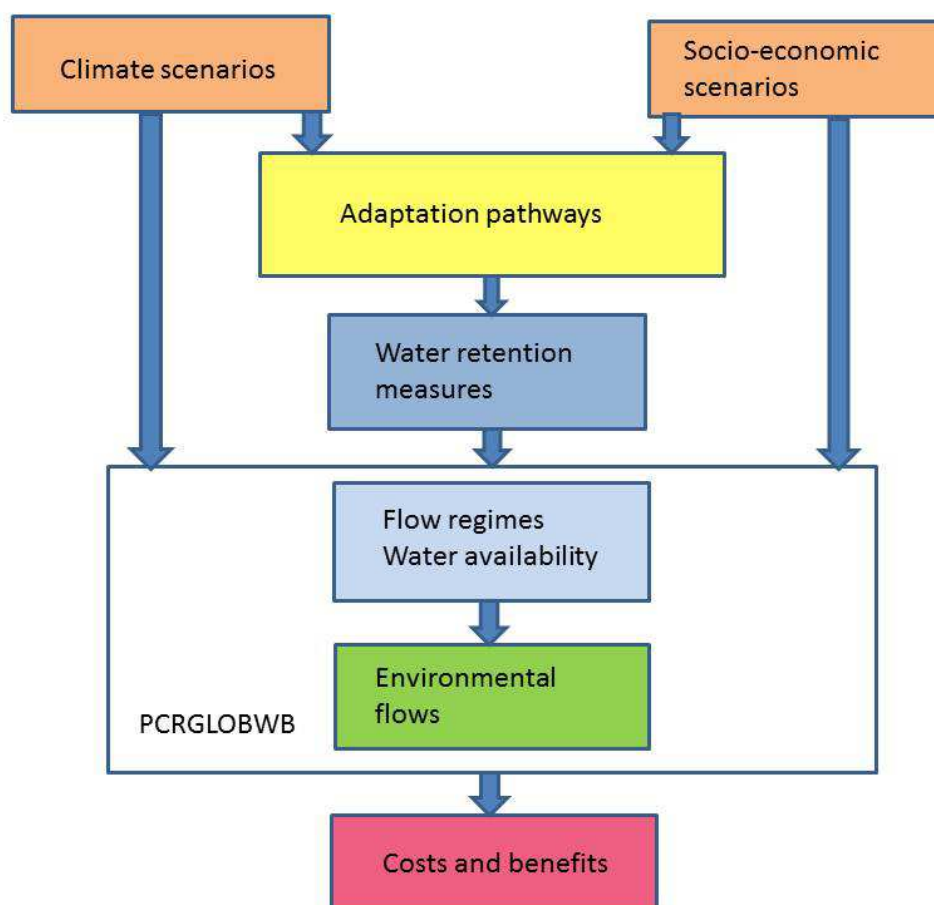 Climate scenarios
Socio-economic
scenarios
Adaptation pathways
Water retention
measures
Flow regimes
Water availability
Environmental
flows
PCRGLOBWB
Costs and benefits